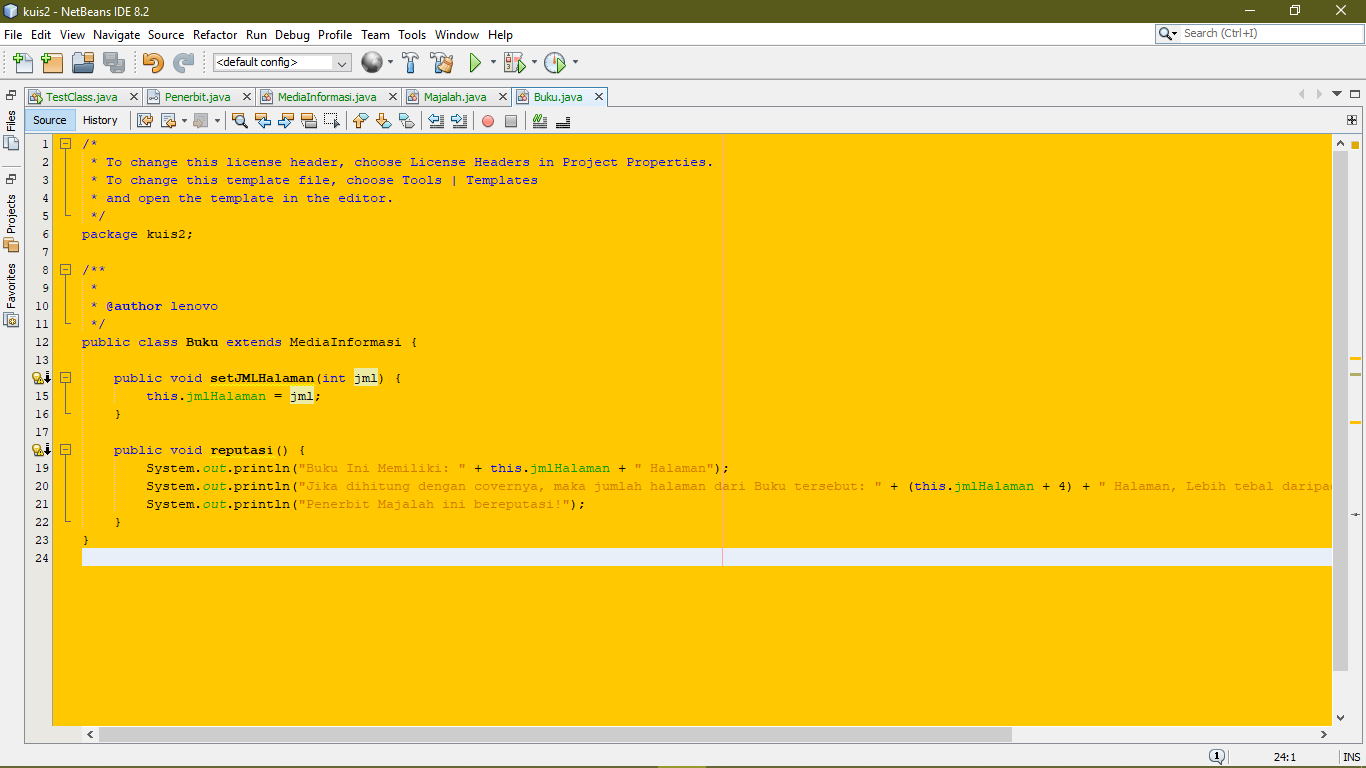 kuis2 - NetBeans IDE 8.2
File Edit View Navigate Source Refactor Run Debug Profile Team Tools Window Help
Search (Ctrl+I)
<default config>
TestClass.java Penerbit.java MediaInformasi.java Majalah.java Buku.java
Files
Projects
Favorites
Source History
1 /*
2 * To change this license header, choose License Headers in Project Properties.
3 * To change this template file, choose Tools | Templates
4 * and open the template in the editor.
5 */
6 package kuis2;
7
8 /**
9 *
10 * @author lenovo
11 */
12 public class Buku extends MediaInformasi {
13
14 public void setJMLHalaman(int jml) {
15 this.jmlHalaman = jml;
16 }
17
18 public void reputasi() {
19 System.out.println("Buku Ini Memiliki: " + this.jmlHalaman + " Halaman");
20 System.out.println("Jika dihitung dengan covernya, maka jumlah halaman dari Buku tersebut: " + (this.jmlHalaman + 4) + " Halaman, Lebih tebal daripa
21 System.out.println("Penerbit Majalah ini bereputasi!");
22 }
23 }
24
1
24:1 INS